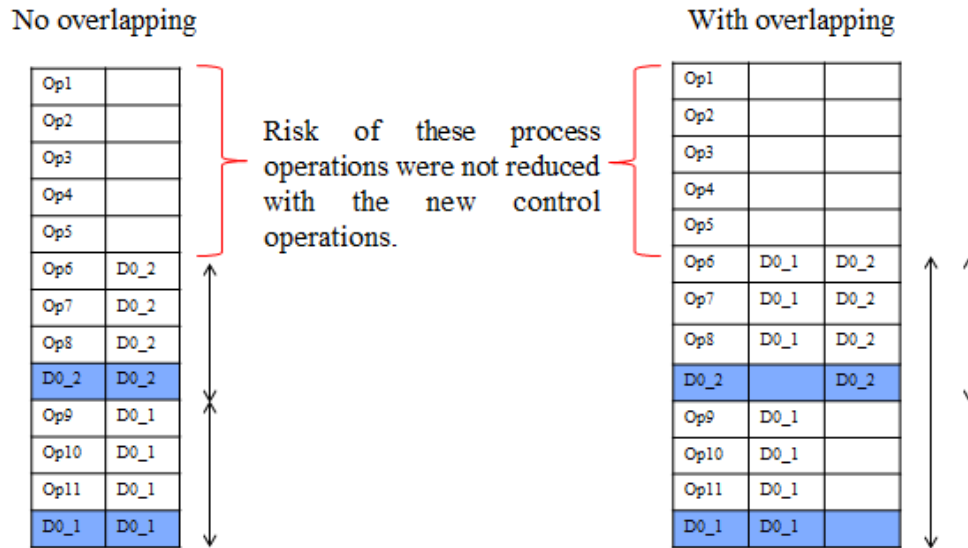 No overlapping
With overlapping
Op1
Op2
Op3
Op4
Op5
Op6 D0_2
Op7 D0_2
Op8 D0_2
D0_2 D0_2
Op9 D0_1
Op10 D0_1
Op11 D0_1
D0_1 D0_1
Risk of these process
operations were not reduced
with the new control
operations.
Op1
Op2
Op3
Op4
Op5
Op6 D0_1 D0_2
Op7 D0_1 D0_2
Op8 D0_1 D0_2
D0_2 D0_2
Op9 D0_1
Op10 D0_1
Op11 D0_1
D0_1 D0_1